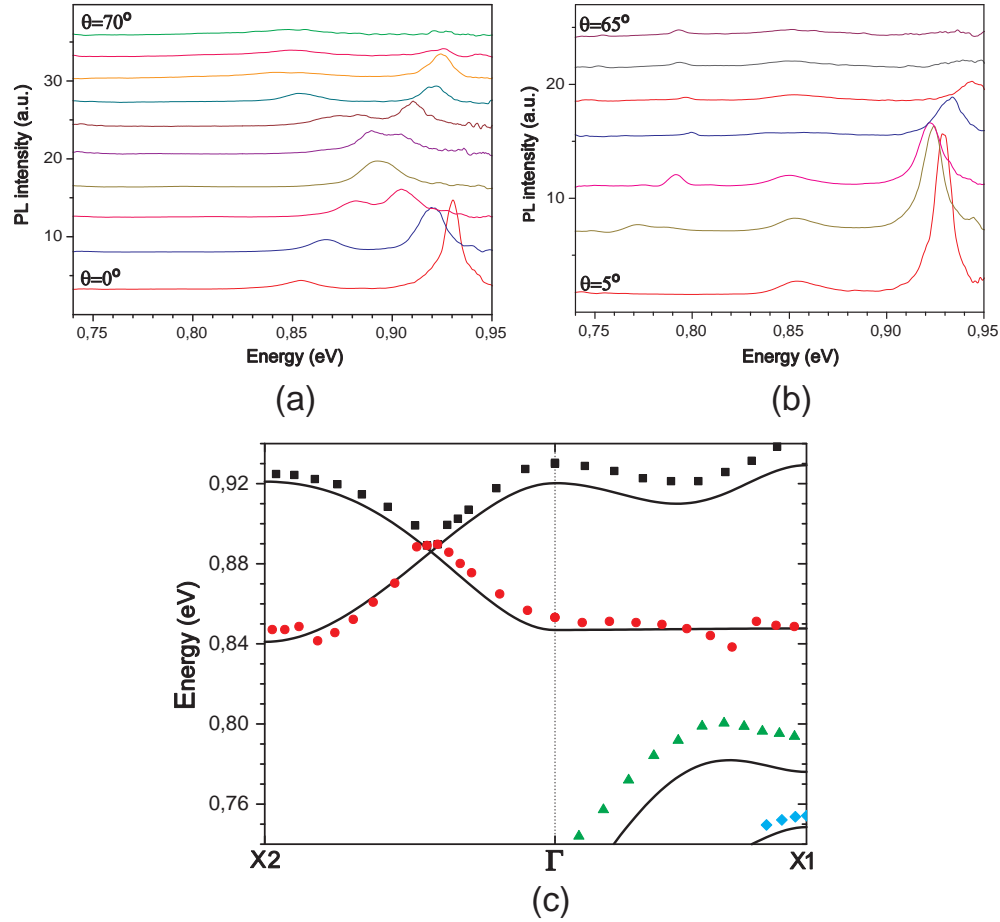 θ=70°
θ=0°
PL intensity (a.u.)
30
20
10
0,75
0,80
0,85
0,90
0,95
Energy (eV)
(a)
θ=65°
θ=5°
PL intensity (a.u.)
20
10
0,75
0,80
0,85
0,90
0,95
Energy (eV)
(b)
Energy (eV)
0,92
0,88
0,84
0,80
0,76
X2
Γ
X1
(c)